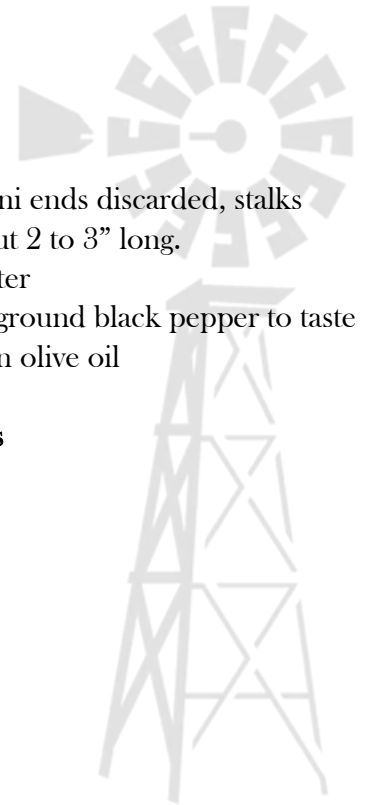 ni ends discarded, stalks
ut 2 to 3” long.
ter
ground black pepper to taste
n olive oil
s